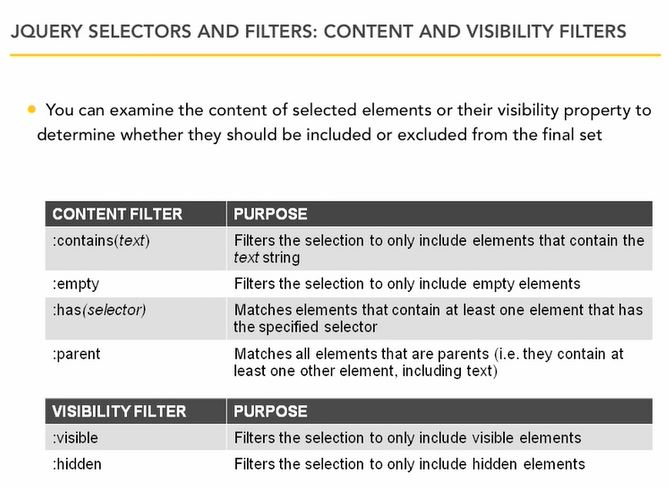 JQUERY SELECTORS AND FILTERS: CONTENT AND VISIBILITY FILTERS
You can examine the content of selected elements or their visibility property to
determine whether they should be included or excluded from the final set
CONTENT FILTER PURPOSE
:contains(text) Filters the selection to only include elements that contain the
text string
:empty Filters the selection to only include empty elements
:has(selector) Matches elements that contain at least one element that has
the specified selector
:parent Matches all elements that are parents (i.e. they contain at
least one other element, including text)
VISIBILITY FILTER PURPOSE
:visible Filters the selection to only include visible elements
:hidden Filters the selection to only include hidden elements